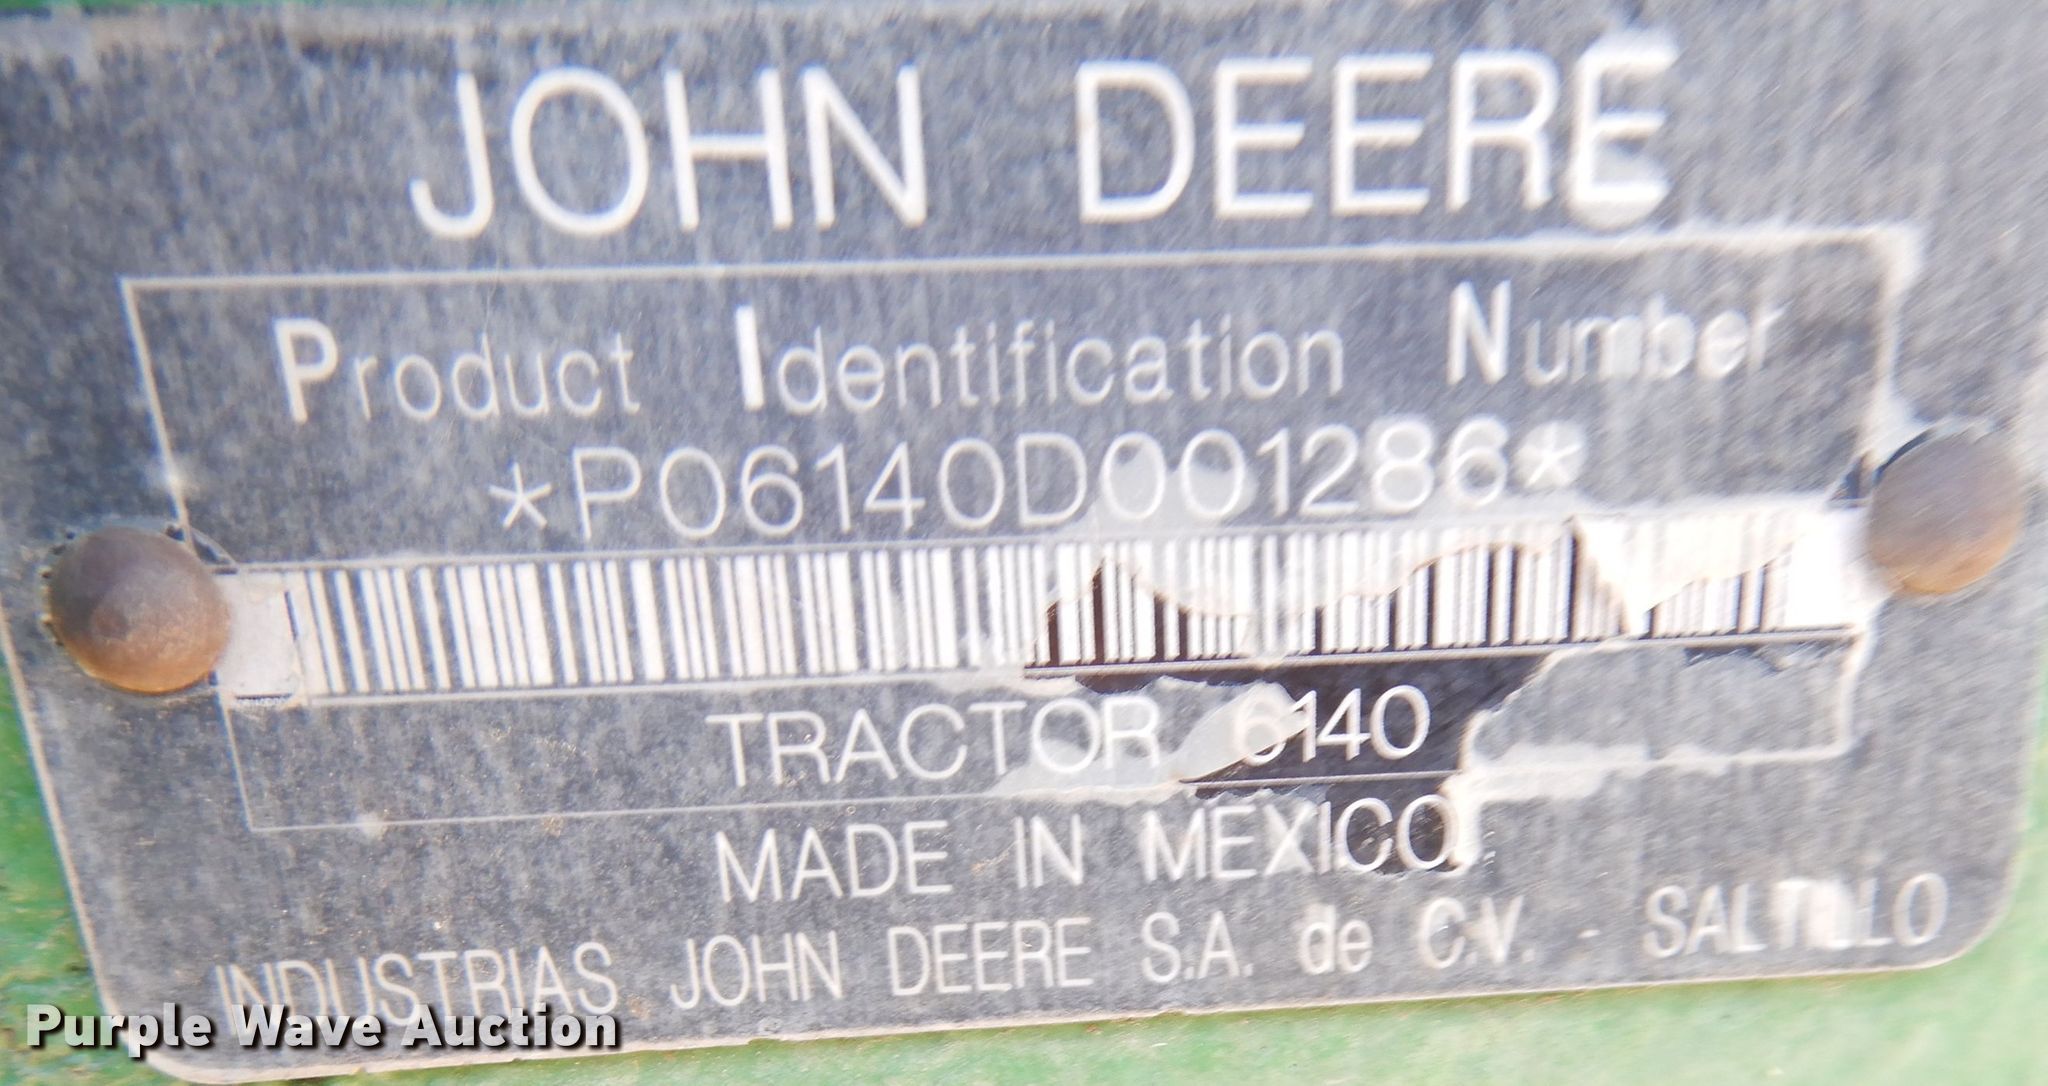 JOHN DEERE
Product Identification Number
*P06140D001286*
TRACTOR 6140
MADE IN MEXICO
INDUSTRIAS JOHN DEERE S.A. de C.V. - SALTILLO
Purple Wave Auction